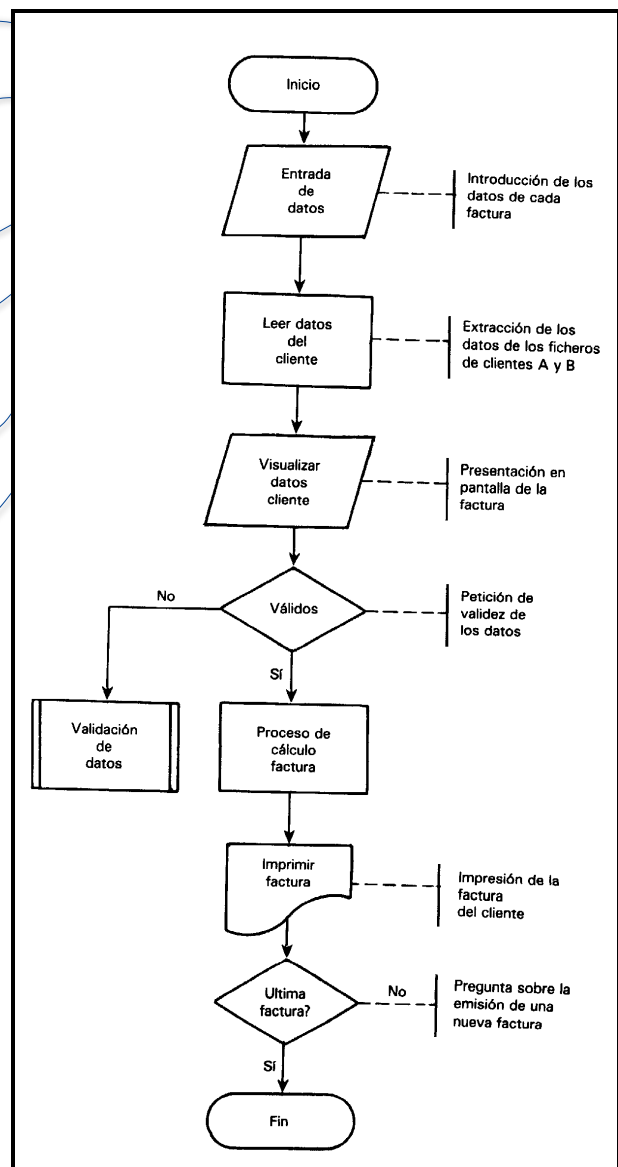 Inicio
Entrada
de
datos
Introducción de los
datos de cada
factura
Leer datos
del
cliente
Extracción de los
datos de los ficheros
de clientes A y B
Visualizar
datos
cliente
Presentación en
pantalla de la
factura
No
Válidos
Petición de
validez de
los datos
Sí
Validación
de
datos
Proceso de
cálculo
factura
Imprimir
factura
Impresión de la
factura
del cliente
Ultima
factura?
No
Pregunta sobre la
emisión de una
nueva factura
Sí
Fin